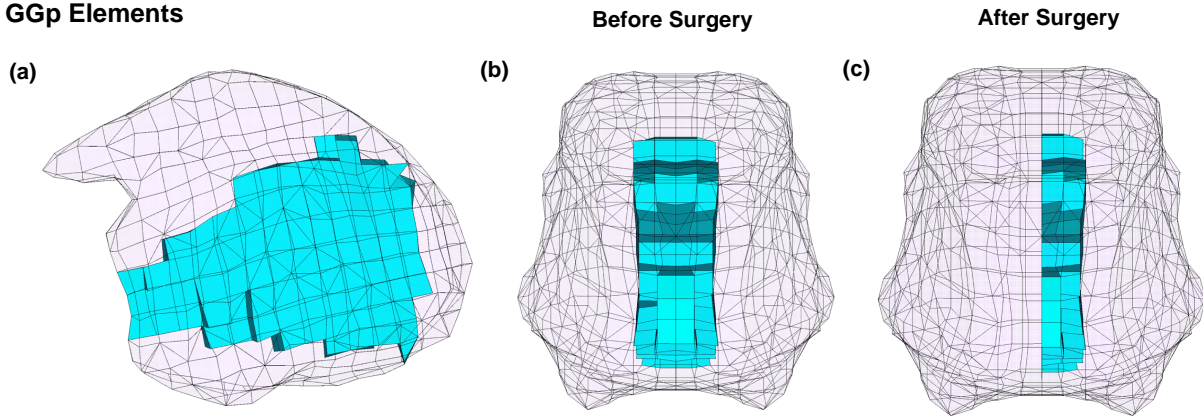 GGp Elements
Before Surgery
After Surgery
(a)
(b)
(c)